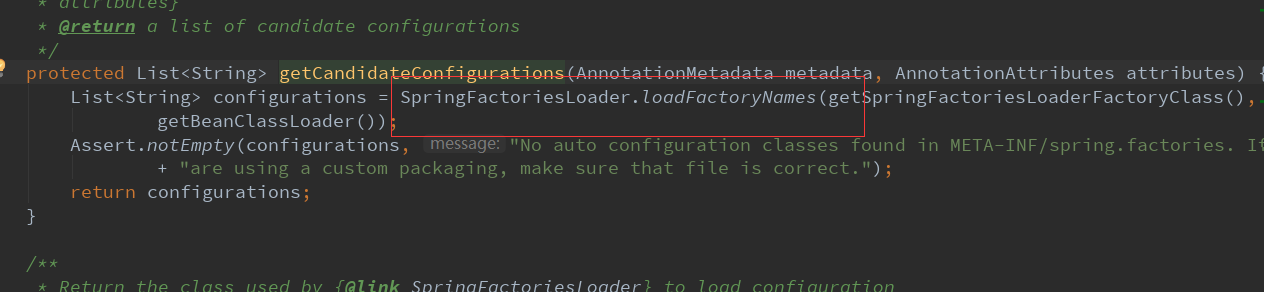 * attributes}
* @return a list of candidate configurations
*/
protected List<String> getCandidateConfigurations(AnnotationMetadata metadata, AnnotationAttributes attributes) {
List<String> configurations = SpringFactoriesLoader.loadFactoryNames(getSpringFactoriesLoaderFactoryClass(),
getBeanClassLoader());
Assert.notEmpty(configurations, message: "No auto configuration classes found in META-INF/spring.factories. If
+ "are using a custom packaging, make sure that file is correct.");
return configurations;
}
/**
* Return the class used by {@link SpringFactoriesLoader} to load configuration